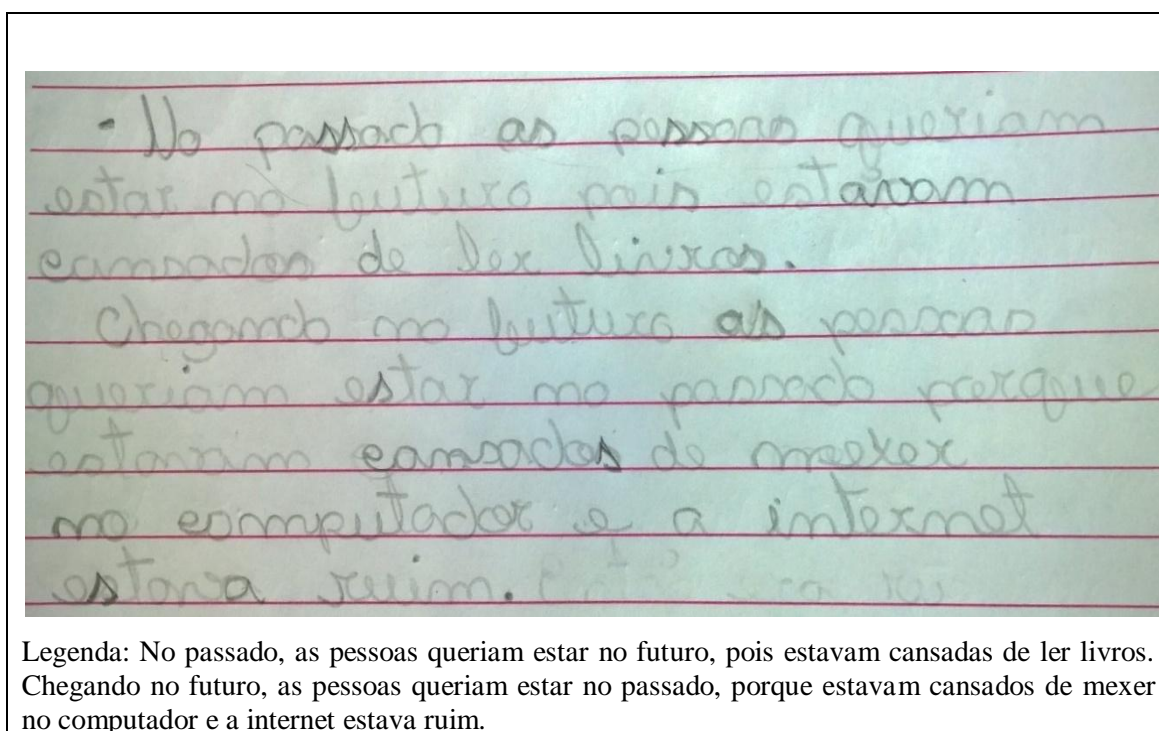 - No passado as pessoas queriam
estar no futuro pois estavam
cansados de ler livros.
Chegando no futuro as pessoas
queriam estar no passado porque
estavam cansados de mexer
no computador e a internet
estava ruim.
Legenda: No passado, as pessoas queriam estar no futuro, pois estavam cansadas de ler livros.
Chegando no futuro, as pessoas queriam estar no passado, porque estavam cansados de mexer
no computador e a internet estava ruim.